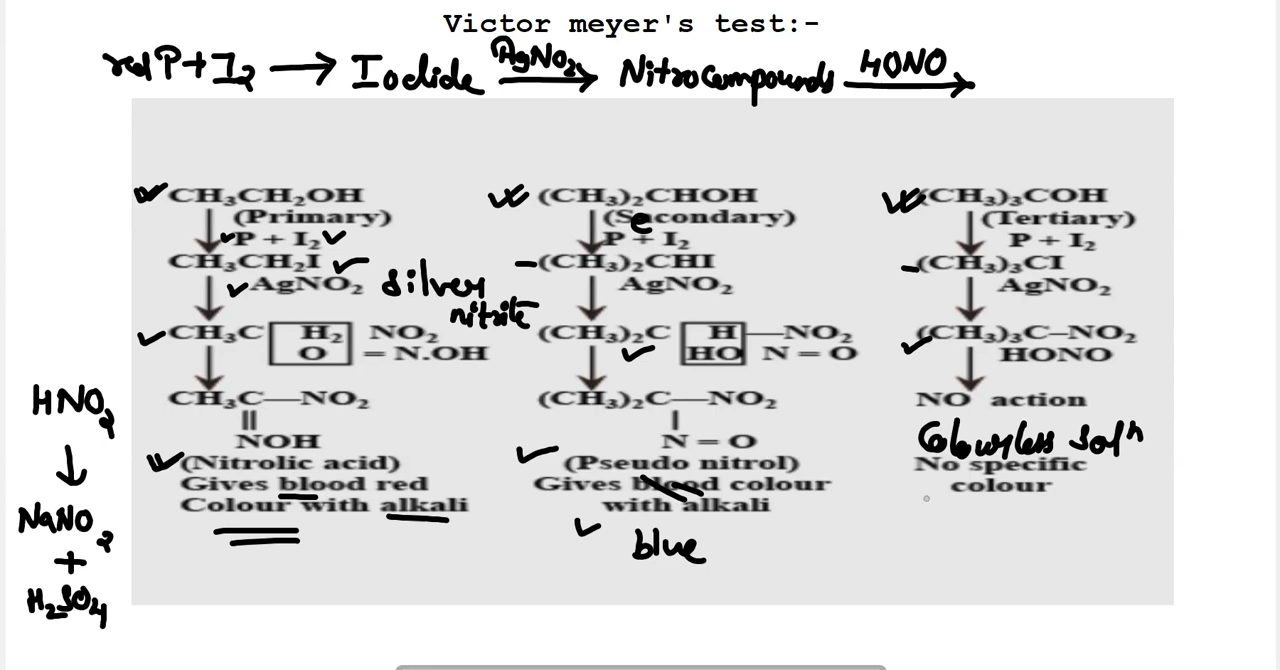 Victor meyer's test:-
red P + I₂ ⟶ Iodide —AgNO₂→ Nitrocompounds —HONO→
CH₃CH₂OH
(Primary)
P + I₂
CH₃CH₂I
AgNO₂ silver nitrite
CH₃C H₂ NO₂
O = N.OH
CH₃C—NO₂
||
NOH
(Nitrolic acid)
Gives blood red
Colour with alkali
(CH₃)₂CHOH
(Secondary)
P + I₂
(CH₃)₂CHI
AgNO₂
(CH₃)₂C H —NO₂
HO N = O
(CH₃)₂C—NO₂
|
N = O
(Pseudo nitrol)
Gives blood colour
with alkali
blue
(CH₃)₃COH
(Tertiary)
P + I₂
(CH₃)₃CI
AgNO₂
(CH₃)₃C–NO₂
HONO
NO action
Colourless solⁿ
No specific
colour
HNO₂
↓
NaNO₂
+
H₂SO₄